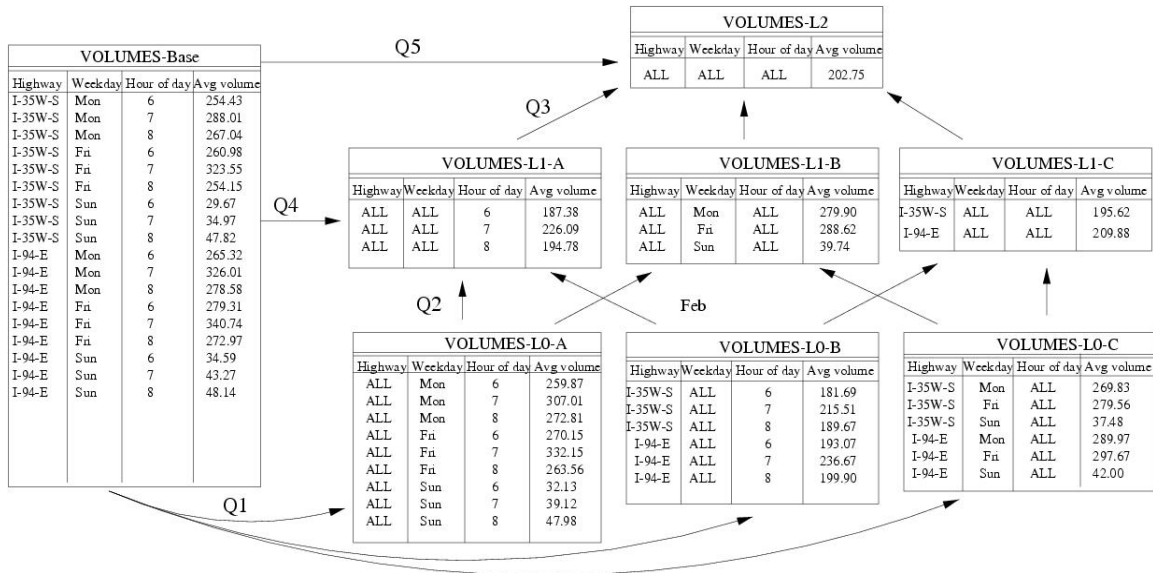 VOLUMES-L2
Highway Weekday Hour of day Avg volume
ALL ALL ALL 202.75
Q5
VOLUMES-Base
Highway Weekday Hour of day Avg volume
I-35W-S Mon 6 254.43
I-35W-S Mon 7 288.01
I-35W-S Mon 8 267.04
I-35W-S Fri 6 260.98
I-35W-S Fri 7 323.55
I-35W-S Fri 8 254.15
I-35W-S Sun 6 29.67
I-35W-S Sun 7 34.97
I-35W-S Sun 8 47.82
I-94-E Mon 6 265.32
I-94-E Mon 7 326.01
I-94-E Mon 8 278.58
I-94-E Fri 6 279.31
I-94-E Fri 7 340.74
I-94-E Fri 8 272.97
I-94-E Sun 6 34.59
I-94-E Sun 7 43.27
I-94-E Sun 8 48.14
Q3
VOLUMES-L1-A
Highway Weekday Hour of day Avg volume
ALL ALL 6 187.38
ALL ALL 7 226.09
ALL ALL 8 194.78
VOLUMES-L1-B
Highway Weekday Hour of day Avg volume
ALL Mon ALL 279.90
ALL Fri ALL 288.62
ALL Sun ALL 39.74
VOLUMES-L1-C
Highway Weekday Hour of day Avg volume
I-35W-S ALL ALL 195.62
I-94-E ALL ALL 209.88
Q4
Q2
Feb
VOLUMES-L0-A
Highway Weekday Hour of day Avg volume
ALL Mon 6 259.87
ALL Mon 7 307.01
ALL Mon 8 272.81
ALL Fri 6 270.15
ALL Fri 7 332.15
ALL Fri 8 263.56
ALL Sun 6 32.13
ALL Sun 7 39.12
ALL Sun 8 47.98
VOLUMES-L0-B
Highway Weekday Hour of day Avg volume
I-35W-S ALL 6 181.69
I-35W-S ALL 7 215.51
I-35W-S ALL 8 189.67
I-94-E ALL 6 193.07
I-94-E ALL 7 236.67
I-94-E ALL 8 199.90
VOLUMES-L0-C
Highway Weekday Hour of day Avg volume
I-35W-S Mon ALL 269.83
I-35W-S Fri ALL 279.56
I-35W-S Sun ALL 37.48
I-94-E Mon ALL 289.97
I-94-E Fri ALL 297.67
I-94-E Sun ALL 42.00
Q1